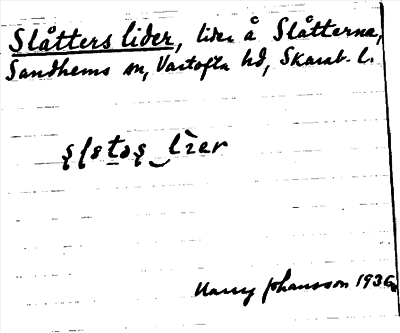 Slåtters lider, lider å Slåtterna,
Sandhems sn, Vartofta hd, Skarab. l.
Harry Johansson 1936.